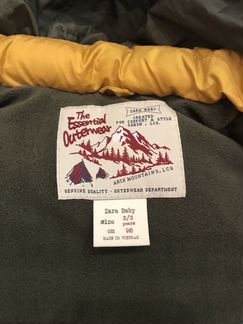 The
Essential
Outerwear
ZARA BABY
CREATED
FOR COMFORT & STYLE
ARIN MOUNTAINS, LCG
GENUINE QUALITY - OUTERWEAR DEPARTMENT
Zara Baby
size 2/3 years
cm 98
MADE IN VIETNAM